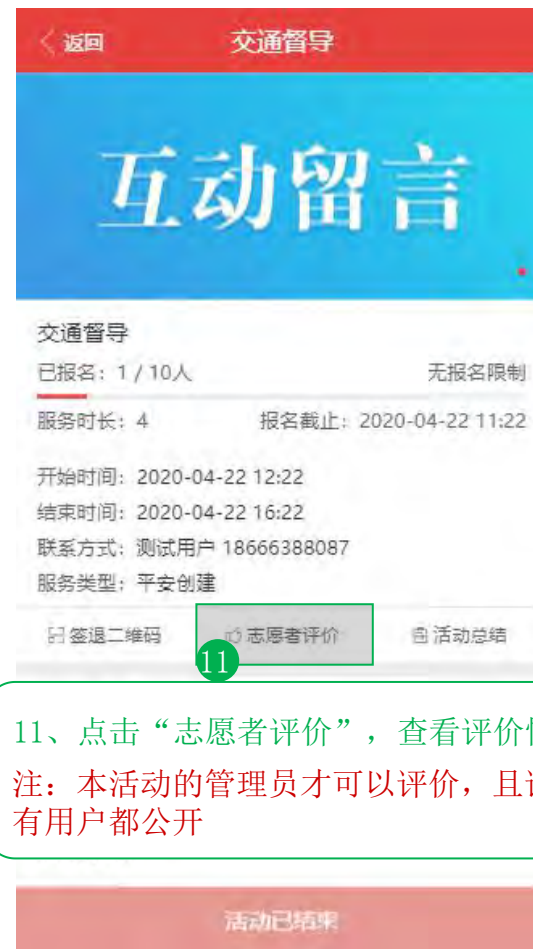 返回 交通督导
互动留言
交通督导
已报名：1 / 10人 无报名限制
服务时长：4 报名截止：2020-04-22 11:22
开始时间：2020-04-22 12:22
结束时间：2020-04-22 16:22
联系方式：测试用户 18666388087
服务类型：平安创建
签退二维码 志愿者评价 活动总结
11
11、点击“志愿者评价”，查看评价
注：本活动的管理员才可以评价，且
有用户都公开
活动已结束